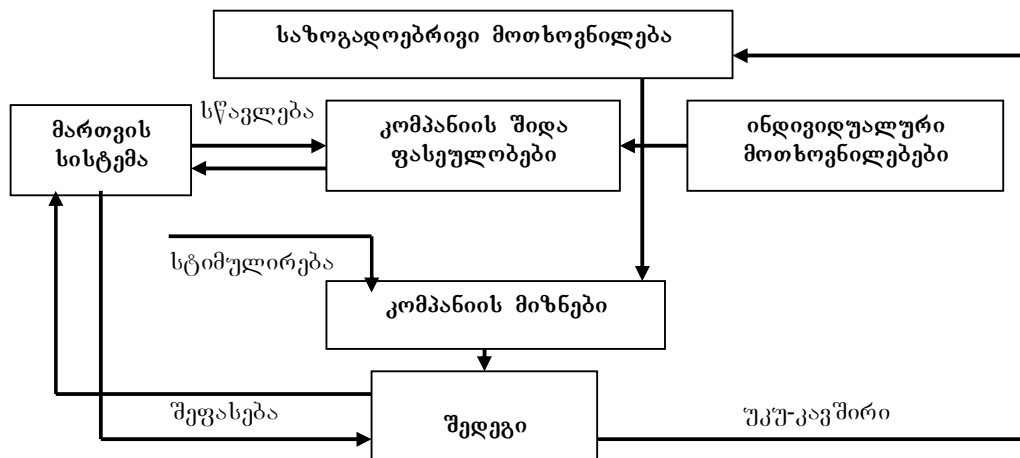 საზოგადოებრივი მოთხოვნილება
სწავლება
მართვის
სისტემა
კომპანიის შიდა
ფასეულობები
ინდივიდუალური
მოთხოვნილებები
სტიმულირება
კომპანიის მიზნები
შეფასება
შედეგი
უკუ-კავშირი